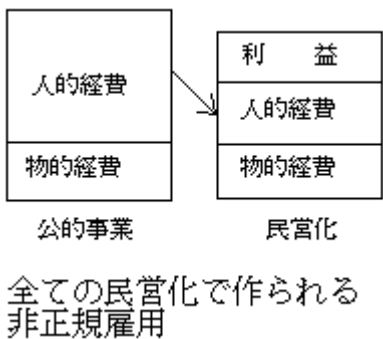 人的経費
物的経費
公的事業
利 益
人的経費
物的経費
民営化
全ての民営化で作られる
非正規雇用